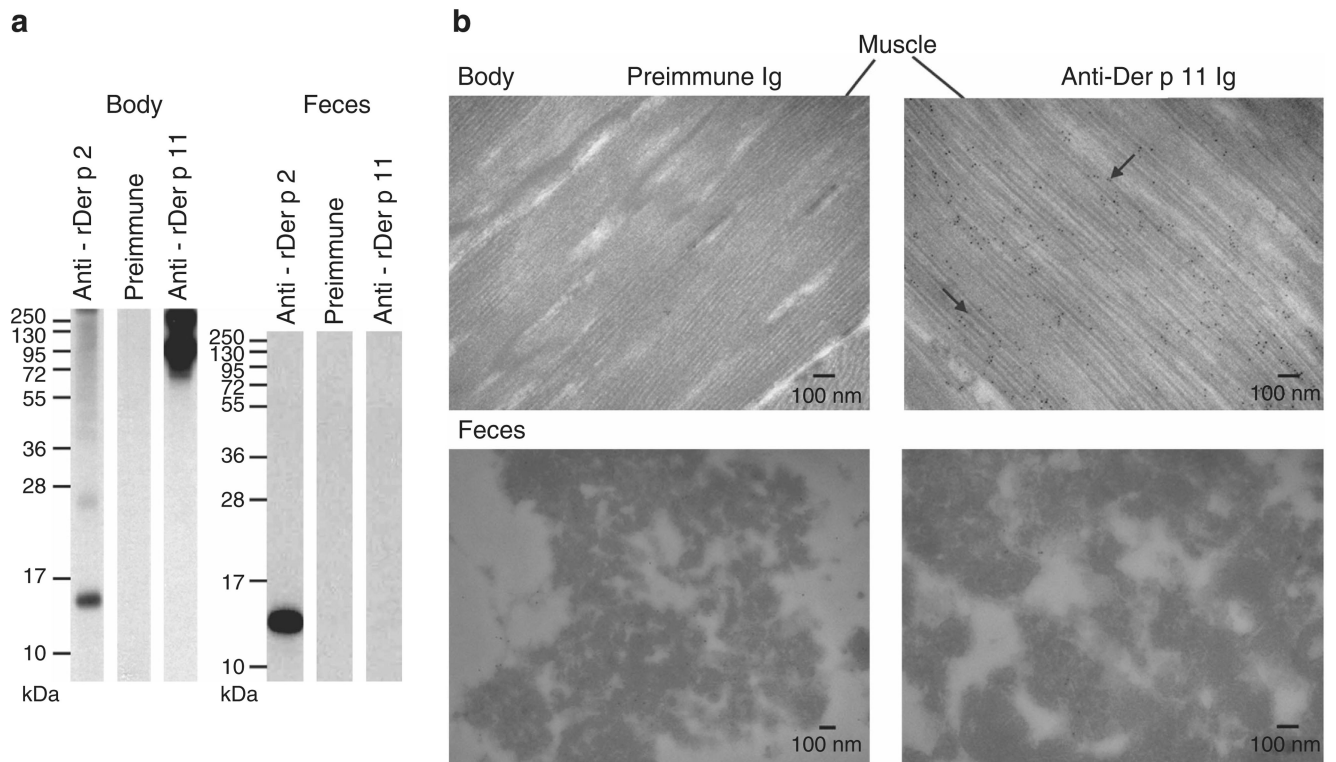 a
Body
Feces
Anti - rDer p 2
Preimmune
Anti - rDer p 11
Anti - rDer p 2
Preimmune
Anti - rDer p 11
250
130
95
72
55
36
28
17
10
kDa
250
130
95
72
55
36
28
17
10
kDa
b
Muscle
Body
Preimmune Ig
Anti-Der p 11 Ig
100 nm
100 nm
Feces
100 nm
100 nm